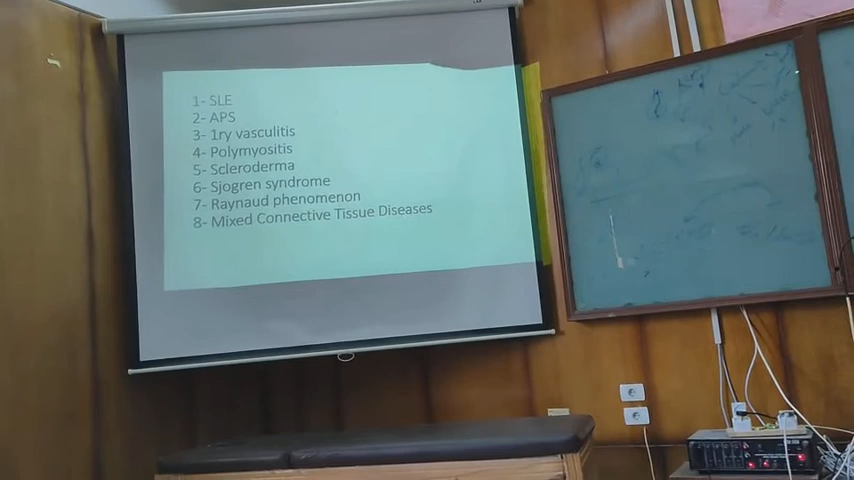 1- SLE
2- APS
3- 1ry vasculitis
4- Polymyositis
5- Scleroderma
6- Sjogren syndrome
7- Raynaud phenomenon
8- Mixed Connective Tissue Diseases